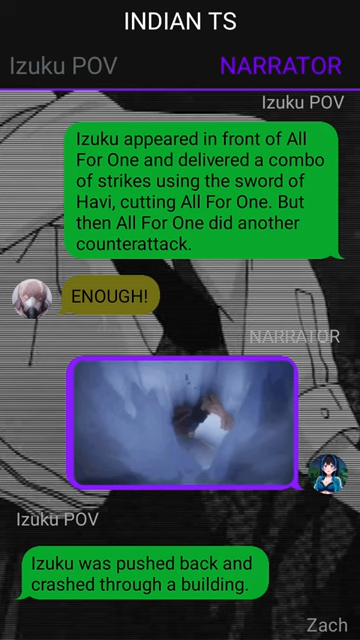 INDIAN TS
Izuku POV
NARRATOR
Izuku POV
Izuku appeared in front of All
For One and delivered a combo
of strikes using the sword of
Havi, cutting All For One. But
then All For One did another
counterattack.
ENOUGH!
NARRATOR
Izuku POV
Izuku was pushed back and
crashed through a building.
Zach